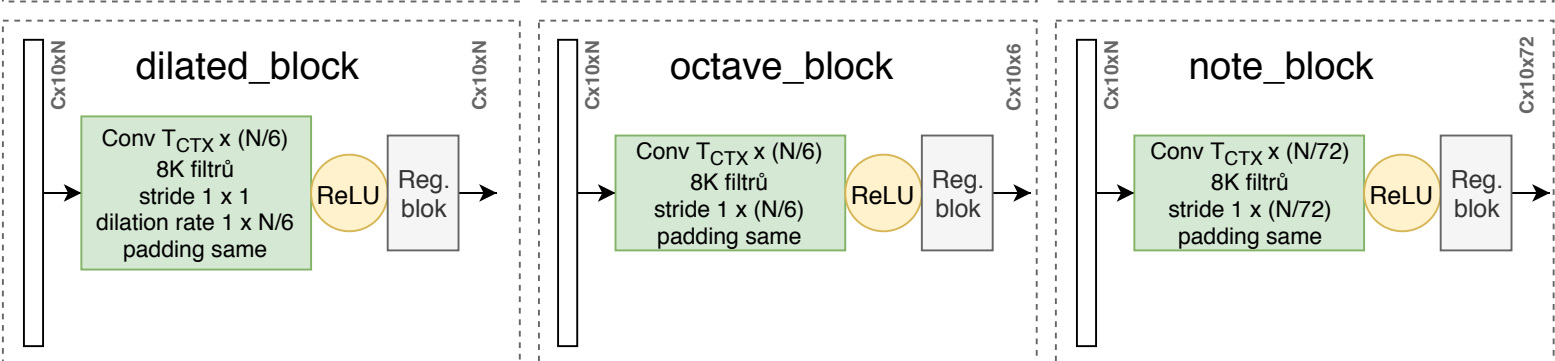 dilated_block
Cx10xN
Cx10xN
Conv T_CTX x (N/6)
8K filtrů
stride 1 x 1
dilation rate 1 x N/6
padding same
ReLU
Reg.
blok
octave_block
Cx10xN
Cx10x6
Conv T_CTX x (N/6)
8K filtrů
stride 1 x (N/6)
padding same
ReLU
Reg.
blok
note_block
Cx10xN
Cx10x72
Conv T_CTX x (N/72)
8K filtrů
stride 1 x (N/72)
padding same
ReLU
Reg.
blok